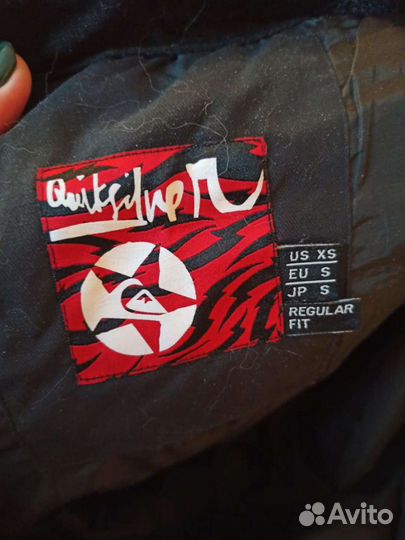 Quiksilver
US XS
EU S
JP S
REGULAR
FIT
Avito